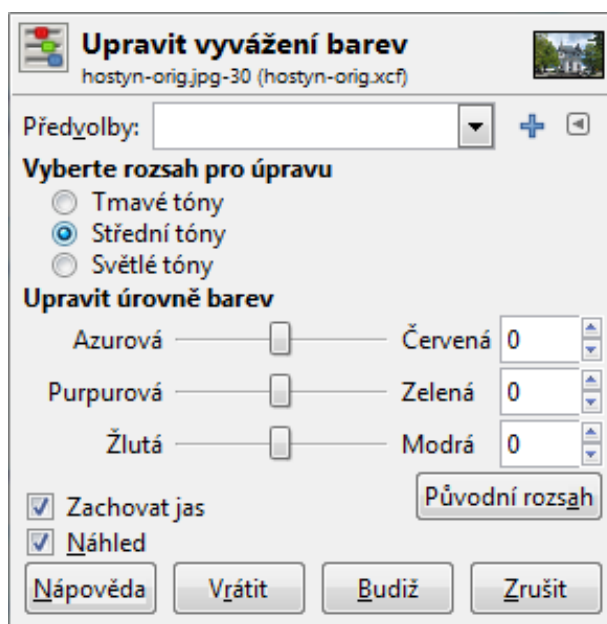 Upravit vyvážení barev
hostyn-orig.jpg-30 (hostyn-orig.xcf)
Předvolby:
Vyberte rozsah pro úpravu
Tmavé tóny
Střední tóny
Světlé tóny
Upravit úrovně barev
Azurová Červená 0
Purpurová Zelená 0
Žlutá Modrá 0
Původní rozsah
Zachovat jas
Náhled
Nápověda Vrátit Budiž Zrušit